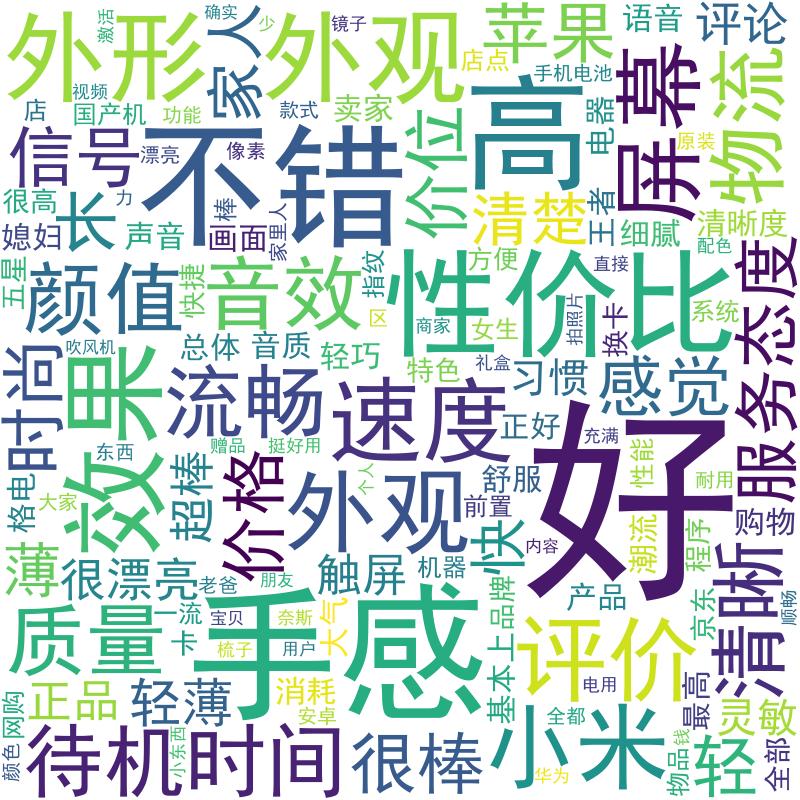 外形
外观
激活
确实
少
家人
镜子
店点
苹果
语音
评论
手机电池
视频
店
国产机
功能
款式
卖家
价位
高
电器
屏幕
原装
物流
信号
漂亮
不错
像素
清楚
王者
细腻
清晰度
很高
长
力
棒
媳妇
声音
画面
家里人
指纹
方便
直接
配色
五星
颜值
快捷
音效
性价比
拍照片
换卡
系统
服务态度
区
商家
女生
吹风机
总体
音质
轻巧
特色
礼盒
习惯
感觉
时尚
效果
流畅
速度
正好
好
充满
东西
赠品
挺好用
性能
耐用
格电
大家
超棒
价格
个人
外观
舒服
前置
潮流
程序
购物
薄
很漂亮
老爸
朋友
触屏
机器
快
内容
产品
清晰
京东
顺畅
质量
一流
卡
宝贝
手感
奈斯
梳子
用户
大气
基本上品牌
评价
网购
正品
轻薄
消耗
安卓
全都
电用
最高
灵敏
颜色
待机时间
小东西
很棒
小米
华为
物品
钱
轻
全部